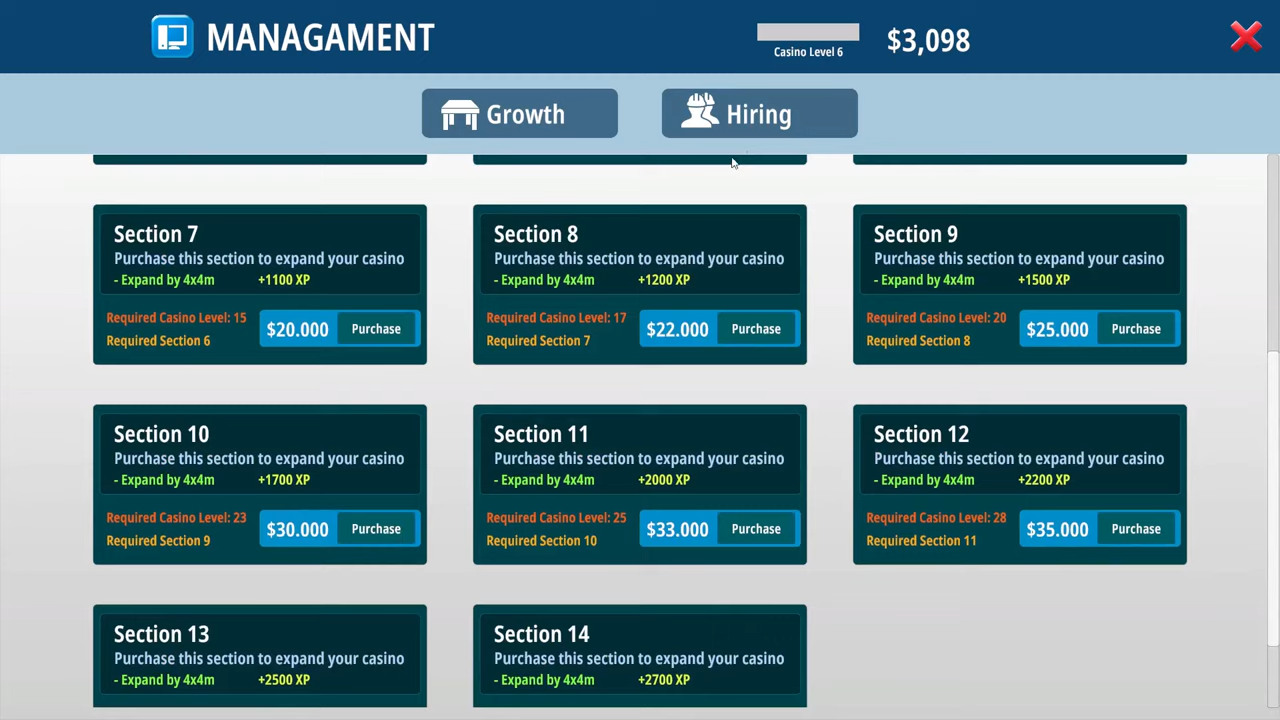 MANAGAMENT
Casino Level 6
$3,098
Growth
Hiring
Section 7
Purchase this section to expand your casino
- Expand by 4x4m +1100 XP
Required Casino Level: 15
Required Section 6
$20.000 Purchase
Section 8
Purchase this section to expand your casino
- Expand by 4x4m +1200 XP
Required Casino Level: 17
Required Section 7
$22.000 Purchase
Section 9
Purchase this section to expand your casino
- Expand by 4x4m +1500 XP
Required Casino Level: 20
Required Section 8
$25.000 Purchase
Section 10
Purchase this section to expand your casino
- Expand by 4x4m +1700 XP
Required Casino Level: 23
Required Section 9
$30.000 Purchase
Section 11
Purchase this section to expand your casino
- Expand by 4x4m +2000 XP
Required Casino Level: 25
Required Section 10
$33.000 Purchase
Section 12
Purchase this section to expand your casino
- Expand by 4x4m +2200 XP
Required Casino Level: 28
Required Section 11
$35.000 Purchase
Section 13
Purchase this section to expand your casino
- Expand by 4x4m +2500 XP
Section 14
Purchase this section to expand your casino
- Expand by 4x4m +2700 XP